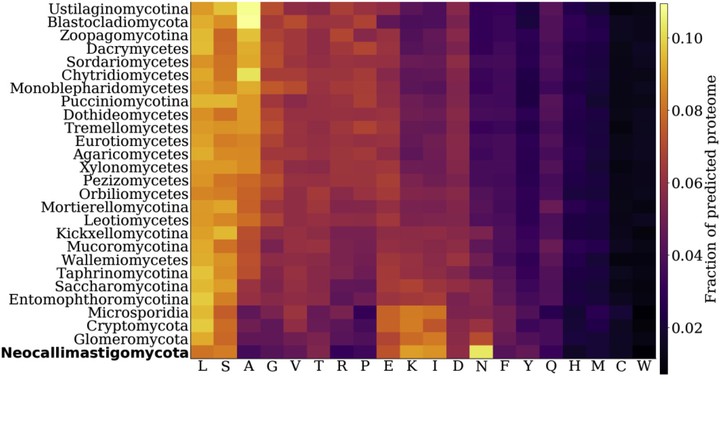 Ustilaginomycotina
Blastocladiomycota
Zoopagomycotina
Dacrymycetes
Sordariomycetes
Chytridiomycetes
Monoblepharidomycetes
Pucciniomycotina
Dothideomycetes
Tremellomycetes
Eurotiomycetes
Agaricomycetes
Xylonomycetes
Pezizomycetes
Orbiliomycetes
Mortierellomycotina
Leotiomycetes
Kickxellomycotina
Mucoromycotina
Wallemiomycetes
Taphrinomycotina
Saccharomycotina
Entomophthoromycotina
Microsporidia
Cryptomycota
Glomeromycota
Neocallimastigomycota
L S A G V T R P E K I D N F Y Q H M C W
0.10
0.08
0.06
0.04
0.02
Fraction of predicted proteome